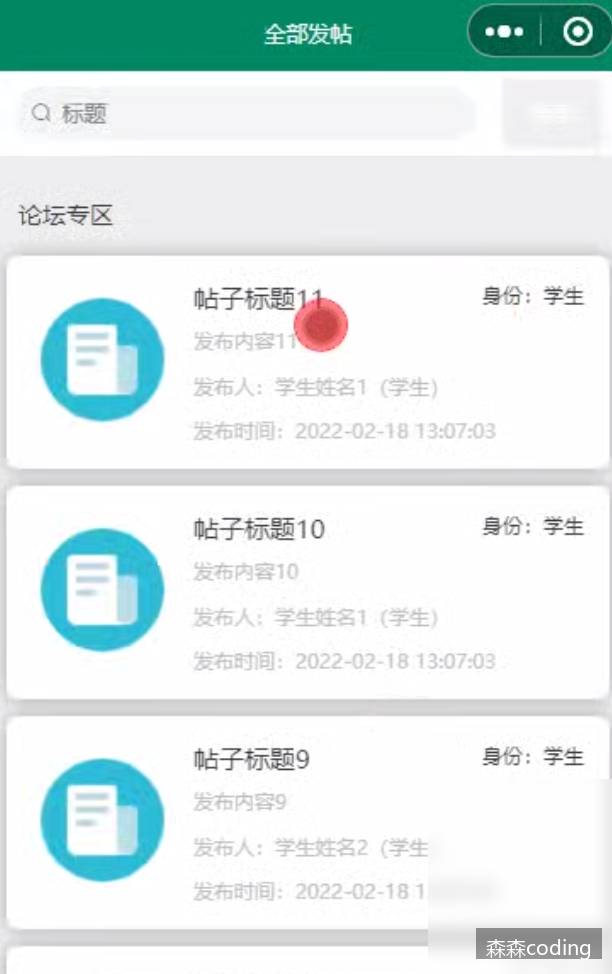 全部发帖
标题
论坛专区
帖子标题11
身份：学生
发布内容11
发布人：学生姓名1（学生）
发布时间：2022-02-18 13:07:03
帖子标题10
身份：学生
发布内容10
发布人：学生姓名1（学生）
发布时间：2022-02-18 13:07:03
帖子标题9
身份：学生
发布内容9
发布人：学生姓名2（学生
发布时间：2022-02-18 1
森森coding